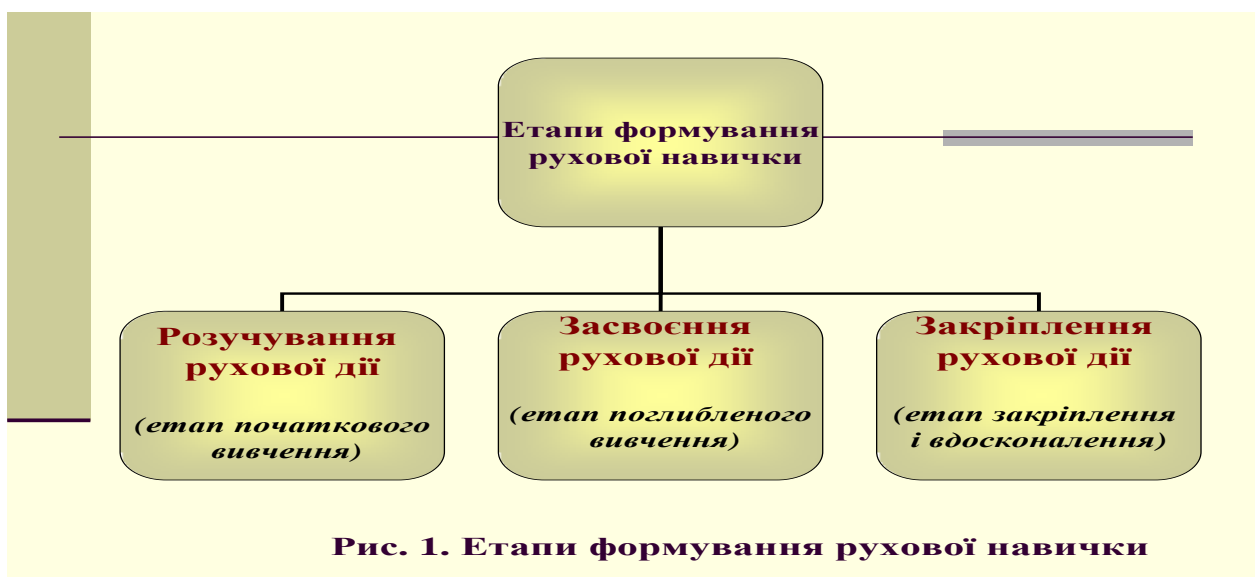 Етапи формування
рухової навички
Розучування
рухової дії
(етап початкового
вивчення)
Засвоєння
рухової дії
(етап поглибленого
вивчення)
Закріплення
рухової дії
(етап закріплення
і вдосконалення)
Рис. 1. Етапи формування рухової навички